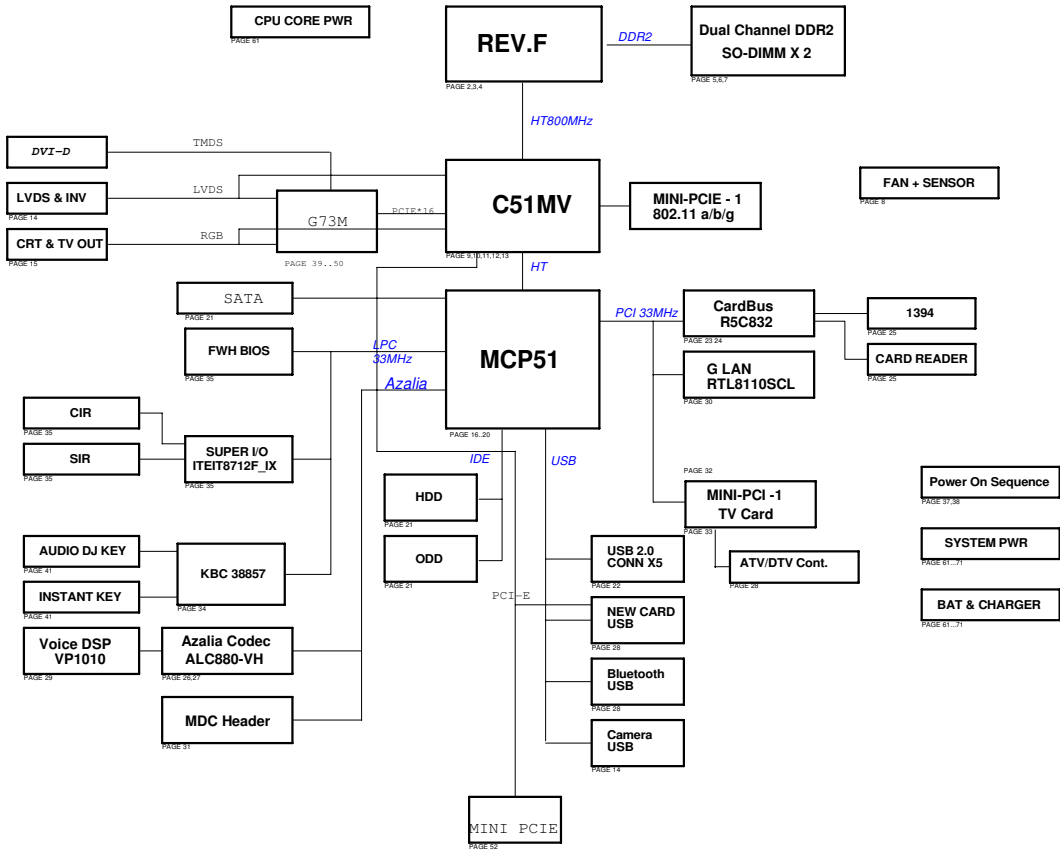 CPU CORE PWR
PAGE 61
REV.F
PAGE 2,3,4
DDR2
Dual Channel DDR2
SO-DIMM X 2
PAGE 5,6,7
HT800MHz
DVI-D
TMDS
LVDS & INV
PAGE 14
LVDS
CRT & TV OUT
PAGE 15
RGB
G73M
PAGE 39..50
PCIE*16
C51MV
PAGE 9,10,11,12,13
MINI-PCIE - 1
802.11 a/b/g
FAN + SENSOR
PAGE 8
HT
SATA
PAGE 21
FWH BIOS
PAGE 35
LPC
33MHz
Azalia
MCP51
PAGE 16..20
PCI 33MHz
CardBus
R5C832
PAGE 23 24
1394
PAGE 25
CARD READER
PAGE 25
G LAN
RTL8110SCL
PAGE 30
CIR
PAGE 35
SIR
PAGE 35
SUPER I/O
ITEIT8712F_IX
PAGE 35
IDE
USB
HDD
PAGE 21
ODD
PAGE 21
PAGE 32
MINI-PCI -1
TV Card
PAGE 33
ATV/DTV Cont.
PAGE 28
Power On Sequence
PAGE 37,38
SYSTEM PWR
PAGE 61...71
BAT & CHARGER
PAGE 61...71
AUDIO DJ KEY
PAGE 41
INSTANT KEY
PAGE 41
KBC 38857
PAGE 34
USB 2.0
CONN X5
PAGE 22
PCI-E
NEW CARD
USB
PAGE 28
Voice DSP
VP1010
PAGE 29
Azalia Codec
ALC880-VH
PAGE 26,27
Bluetooth
USB
PAGE 28
MDC Header
PAGE 31
Camera
USB
PAGE 14
MINI PCIE
PAGE 52